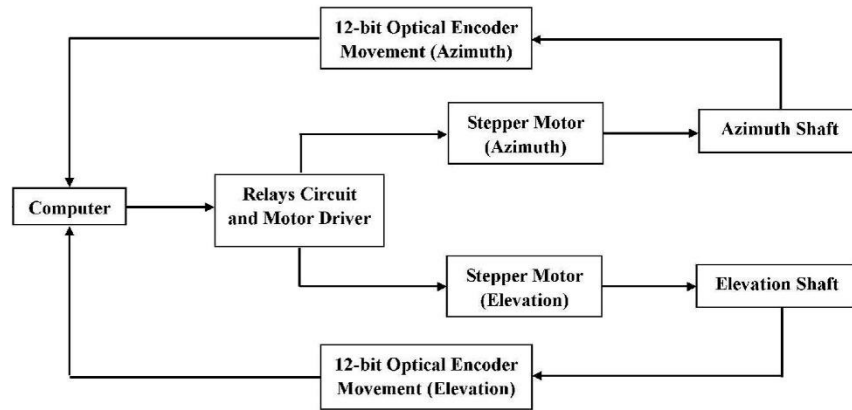 12-bit Optical Encoder
Movement (Azimuth)
Stepper Motor
(Azimuth)
Azimuth Shaft
Computer
Relays Circuit
and Motor Driver
Stepper Motor
(Elevation)
Elevation Shaft
12-bit Optical Encoder
Movement (Elevation)